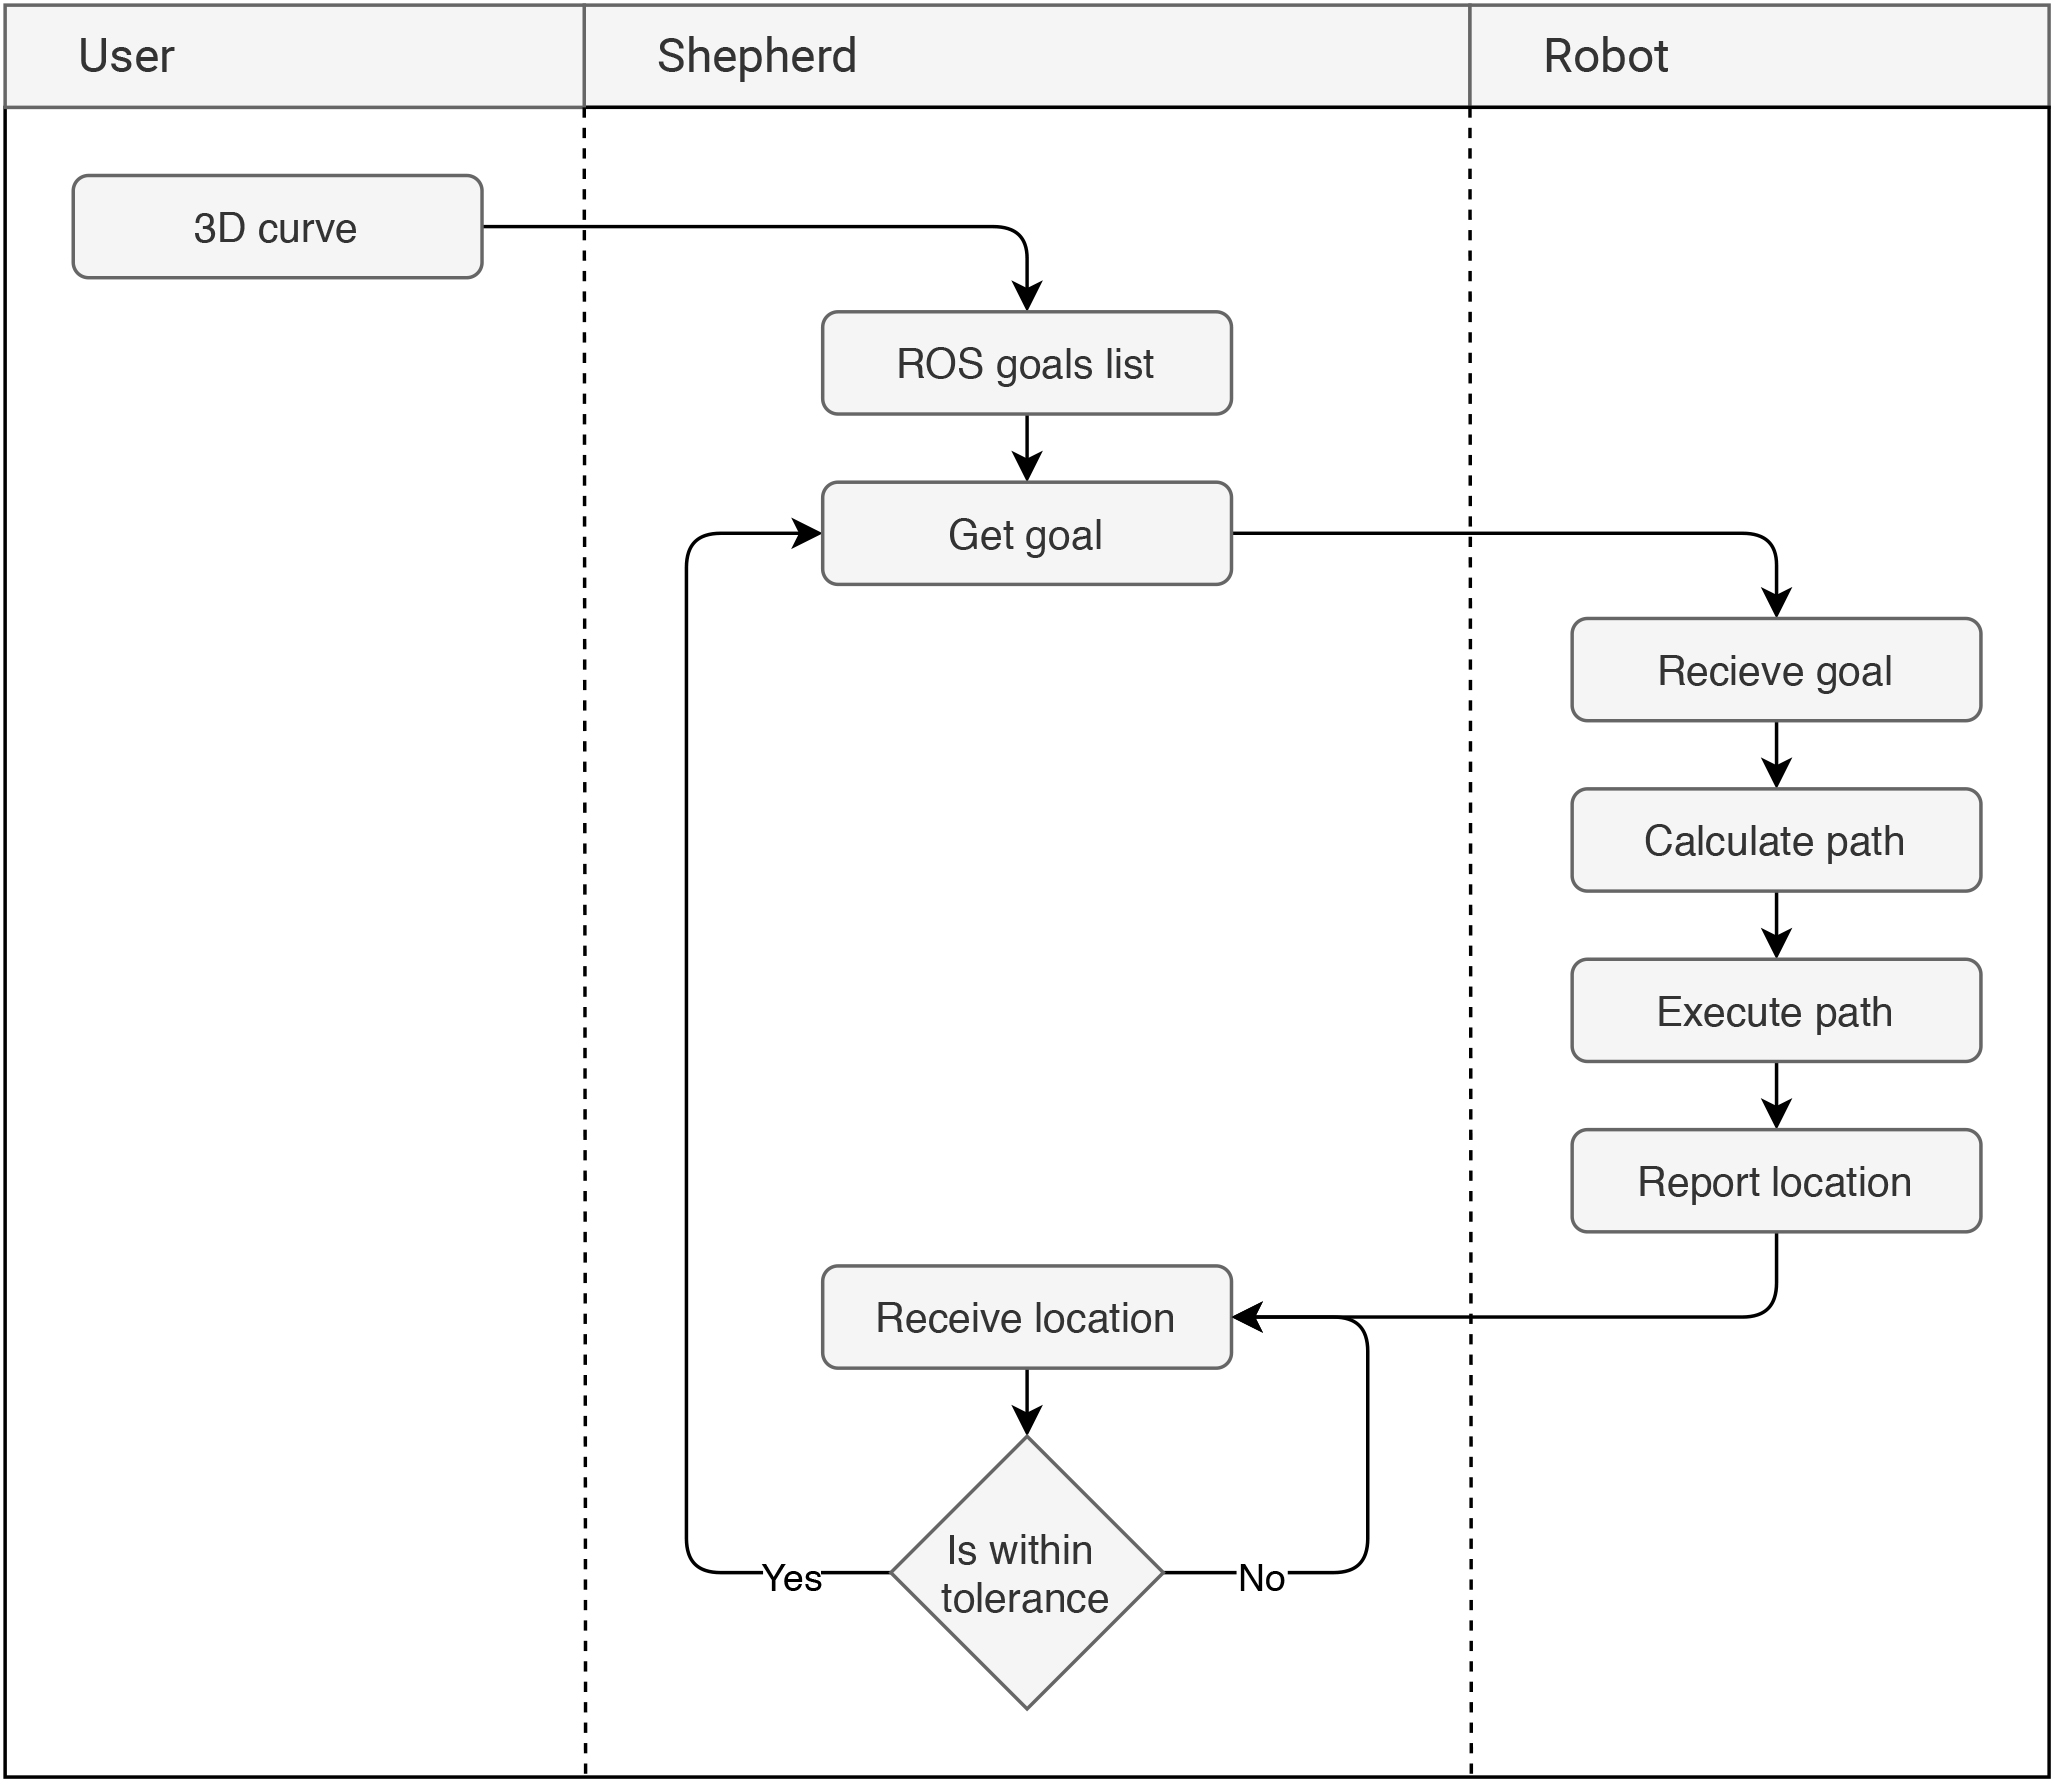 User
Shepherd
Robot
3D curve
ROS goals list
Get goal
Recieve goal
Calculate path
Execute path
Report location
Receive location
Is within
tolerance
Yes
No